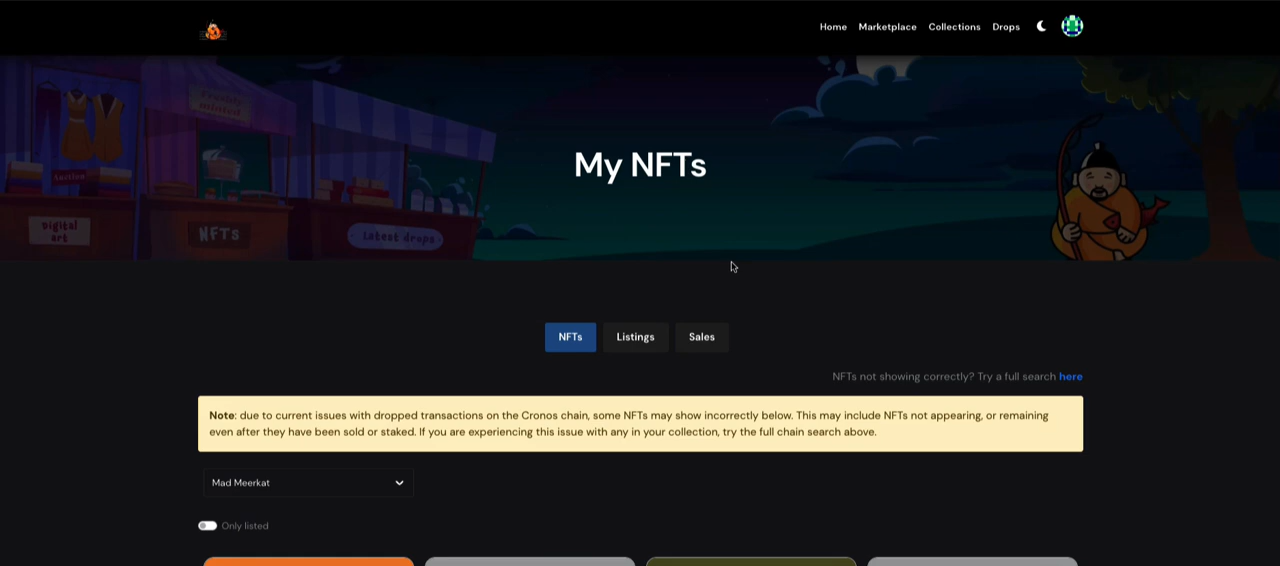 Home Marketplace Collections Drops
Freshly minted
Auction
Digital art
NFTs
Latest drops
My NFTs
NFTs Listings Sales
NFTs not showing correctly? Try a full search here
Note: due to current issues with dropped transactions on the Cronos chain, some NFTs may show incorrectly below. This may include NFTs not appearing, or remaining
even after they have been sold or staked. If you are experiencing this issue with any in your collection, try the full chain search above.
Mad Meerkat
Only listed